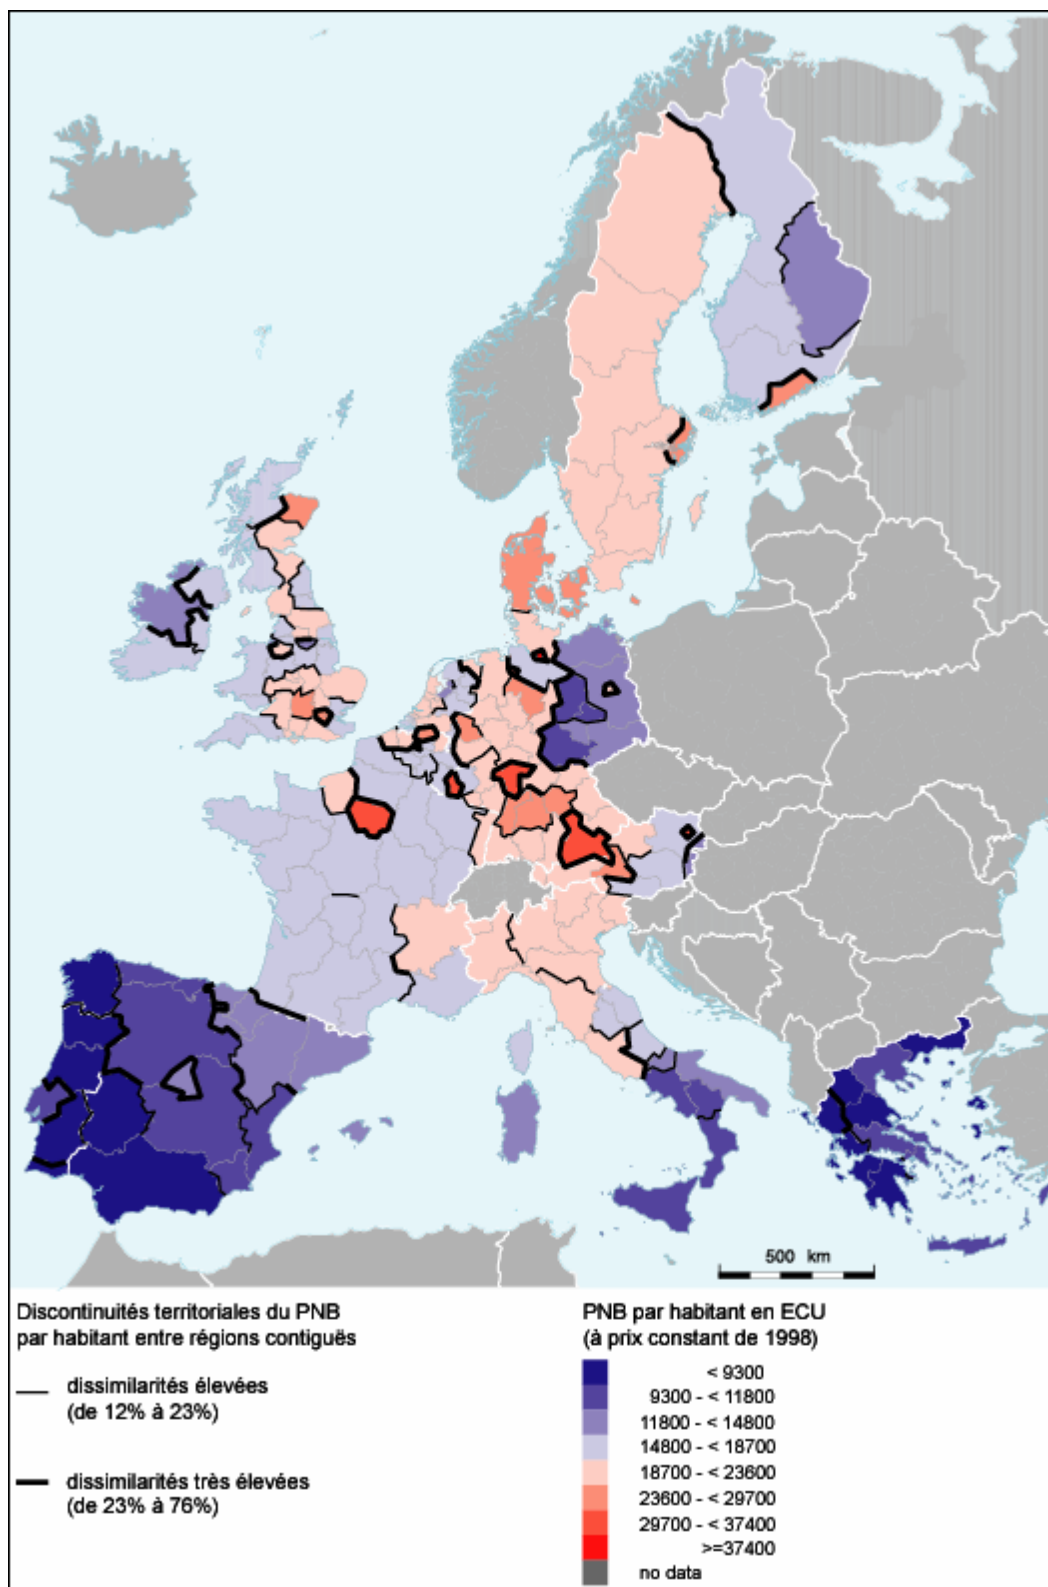 500 km
Discontinuités territoriales du PNB
par habitant entre régions contiguës
dissimilarités élevées
(de 12% à 23%)
dissimilarités très élevées
(de 23% à 76%)
PNB par habitant en ECU
(à prix constant de 1998)
< 9300
9300 - < 11800
11800 - < 14800
14800 - < 18700
18700 - < 23600
23600 - < 29700
29700 - < 37400
>=37400
no data